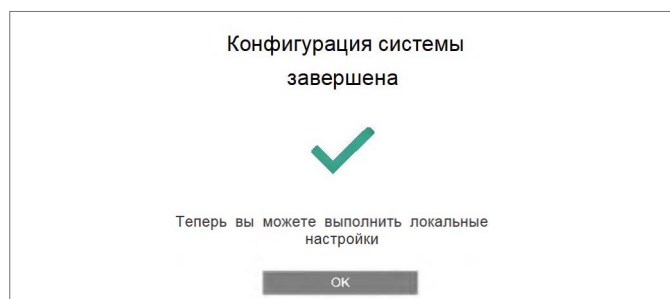 Конфигурация системы
завершена
Теперь вы можете выполнить локальные
настройки
OK